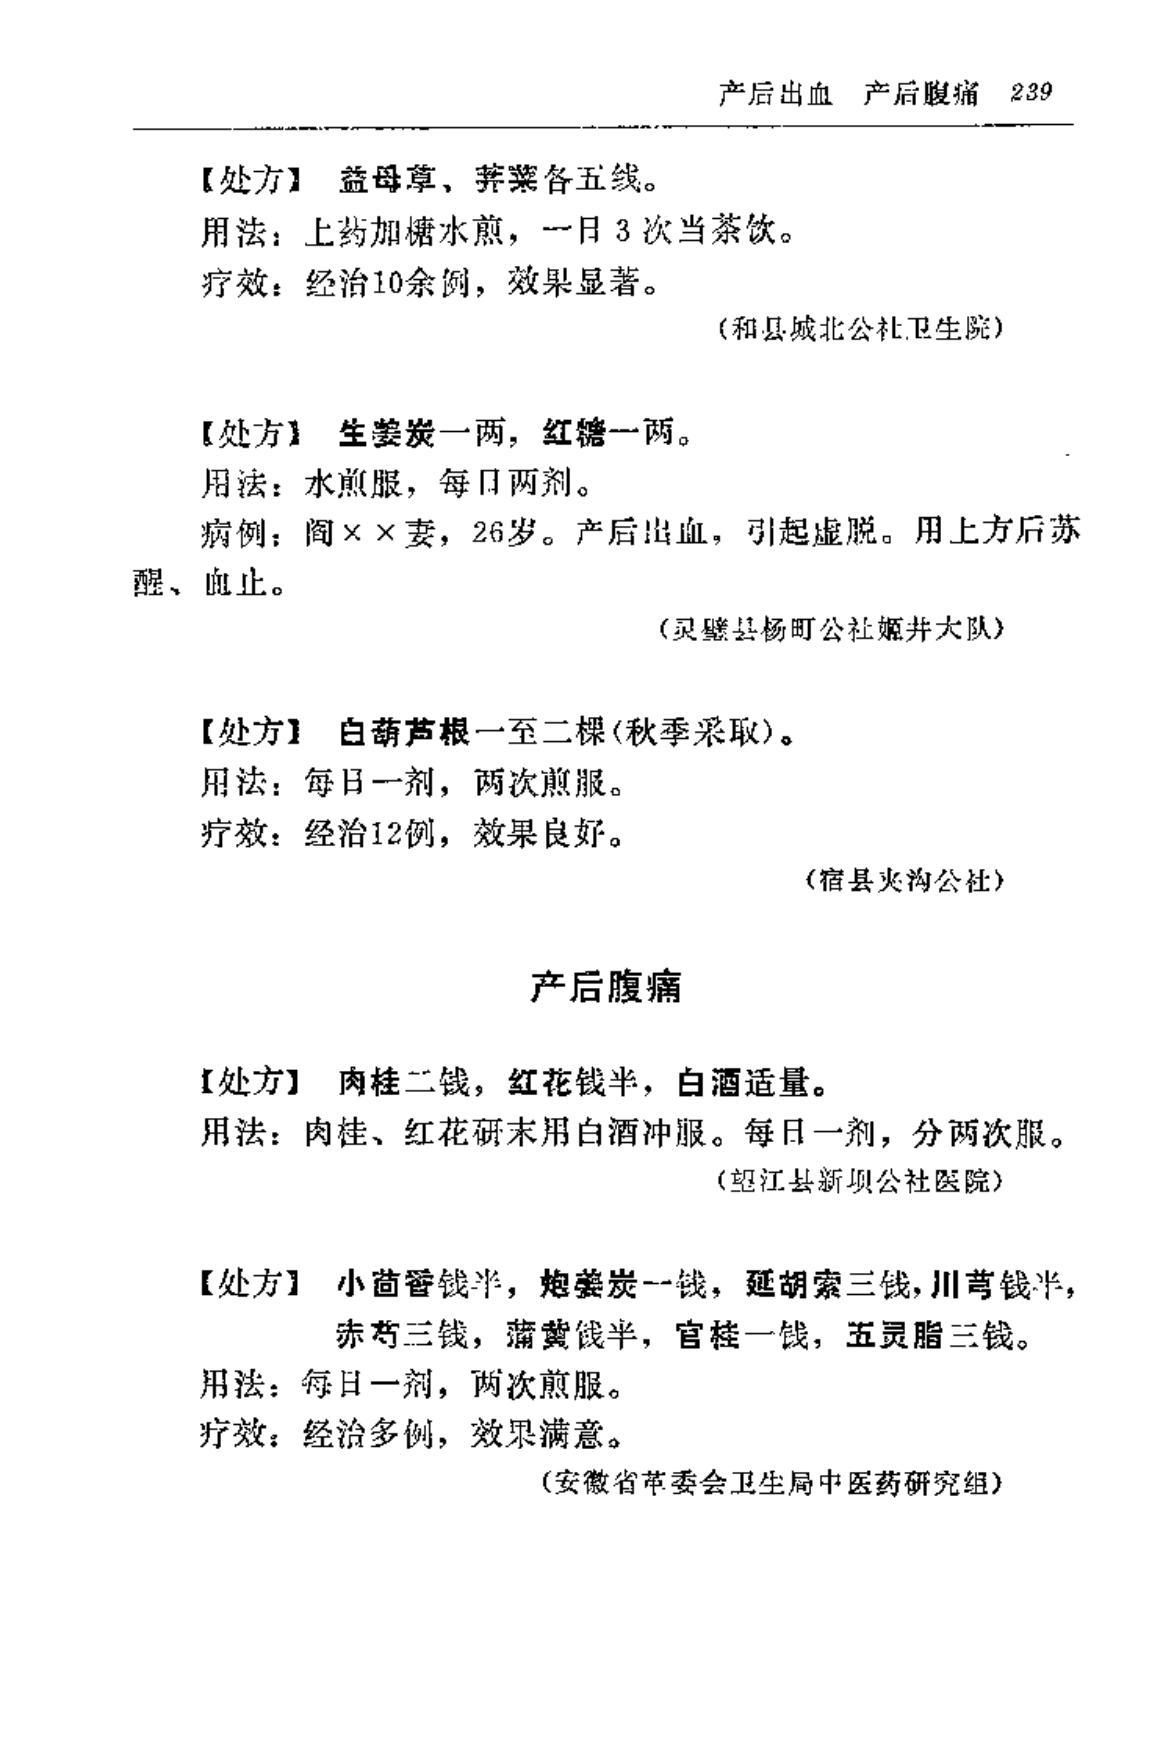 产后出血　产后腹痛　239
【处方】　益母草、荠菜各五钱。
用法：上药加糖水煎，一日3次当茶饮。
疗效：经治10余例，效果显著。
（和县城北公社卫生院）
【处方】　生姜炭一两，红糖一两。
用法：水煎服，每日两剂。
病例：阎××妻，26岁。产后出血，引起虚脱。用上方后苏
醒、血止。
（灵璧县杨町公社姬井大队）
【处方】　白葫芦根一至二棵(秋季采取)。
用法：每日一剂，两次煎服。
疗效：经治12例，效果良好。
（宿县夹沟公社）
产后腹痛
【处方】　肉桂二钱，红花钱半，白酒适量。
用法：肉桂、红花研末用白酒冲服。每日一剂，分两次服。
（望江县新坝公社医院）
【处方】　小茴香钱半，炮姜炭一钱，延胡索三钱，川芎钱半，
赤芍三钱，蒲黄钱半，官桂一钱，五灵脂三钱。
用法：每日一剂，两次煎服。
疗效：经治多例，效果满意。
（安徽省革委会卫生局中医药研究组）